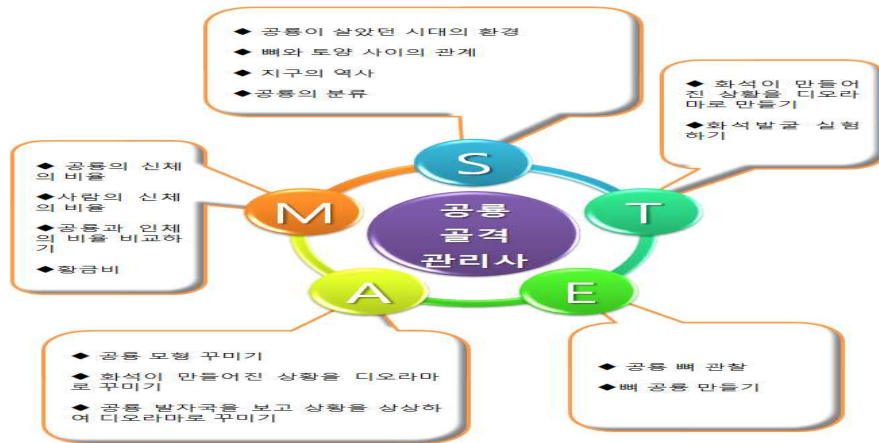 ◆ 공룡이 살았던 시대의 환경
◆ 뼈와 토양 사이의 관계
◆ 지구의 역사
◆공룡의 분류
S
◆ 화석이 만들어
진 상황을 디오라
마로 만들기
◆화석발굴 실험
하기
T
◆ 공룡의 신체
의 비율
◆사람의 신체
의 비율
◆공룡과 인체
의 비율 비교하
기
◆황금비
M
공룡
골격
관리사
A
E
◆ 공룡 모형 꾸미기
◆ 화석이 만들어진 상황을 디오라마
로 꾸미기
◆ 공룡 발자국을 보고 상황을 상상하
여 디오라마로 꾸미기
◆ 공룡 뼈 관찰
◆뼈 공룡 만들기